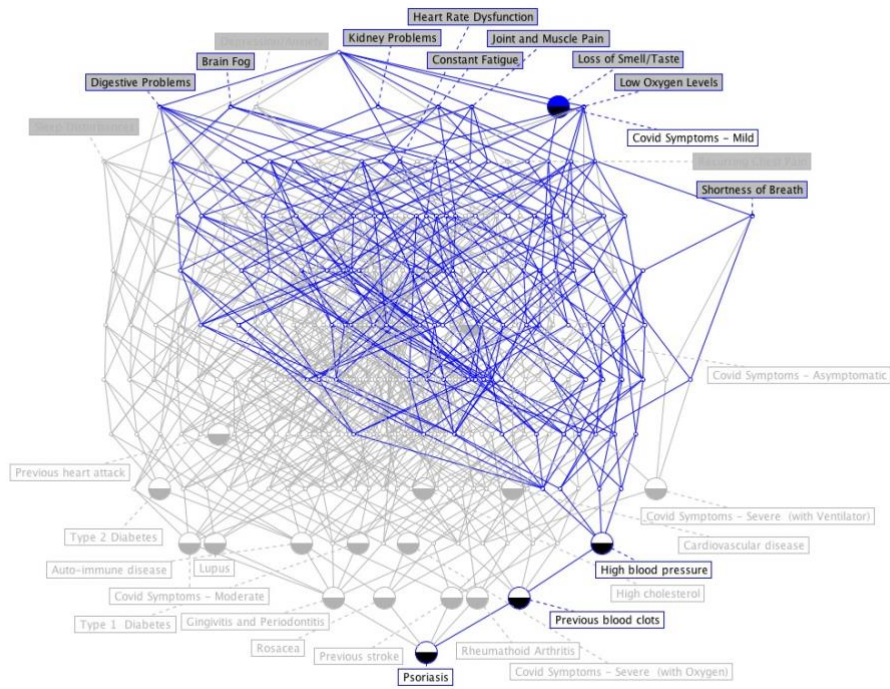 Heart Rate Dysfunction
Depression/Anxiety
Kidney Problems
Joint and Muscle Pain
Brain Fog
Constant Fatigue
Loss of Smell/Taste
Digestive Problems
Low Oxygen Levels
Sleep Disturbances
Covid Symptoms - Mild
Recurring Chest Pain
Shortness of Breath
Covid Symptoms - Asymptomatic
Previous heart attack
Covid Symptoms - Severe (with Ventilator)
Type 2 Diabetes
Cardiovascular disease
Auto-immune disease
Lupus
High blood pressure
Covid Symptoms - Moderate
High cholesterol
Type 1 Diabetes
Gingivitis and Periodontitis
Previous blood clots
Rosacea
Previous stroke
Rheumathoid Arthritis
Covid Symptoms - Severe (with Oxygen)
Psoriasis